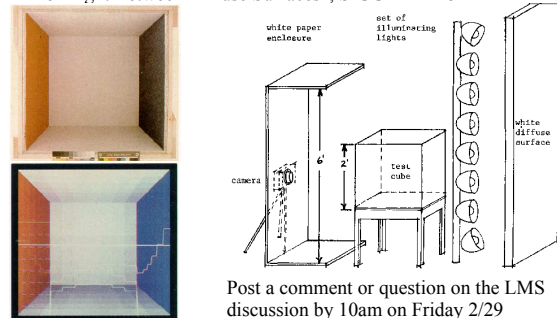 white paper
enclosure
set of
illuminating
lights
6'
2'
test
cube
camera
white
diffuse
surface
Post a comment or question on the LMS
discussion by 10am on Friday 2/29